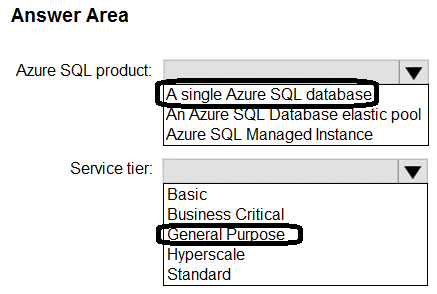 Answer Area
Azure SQL product:
A single Azure SQL database
An Azure SQL Database elastic pool
Azure SQL Managed Instance
Service tier:
Basic
Business Critical
General Purpose
Hyperscale
Standard